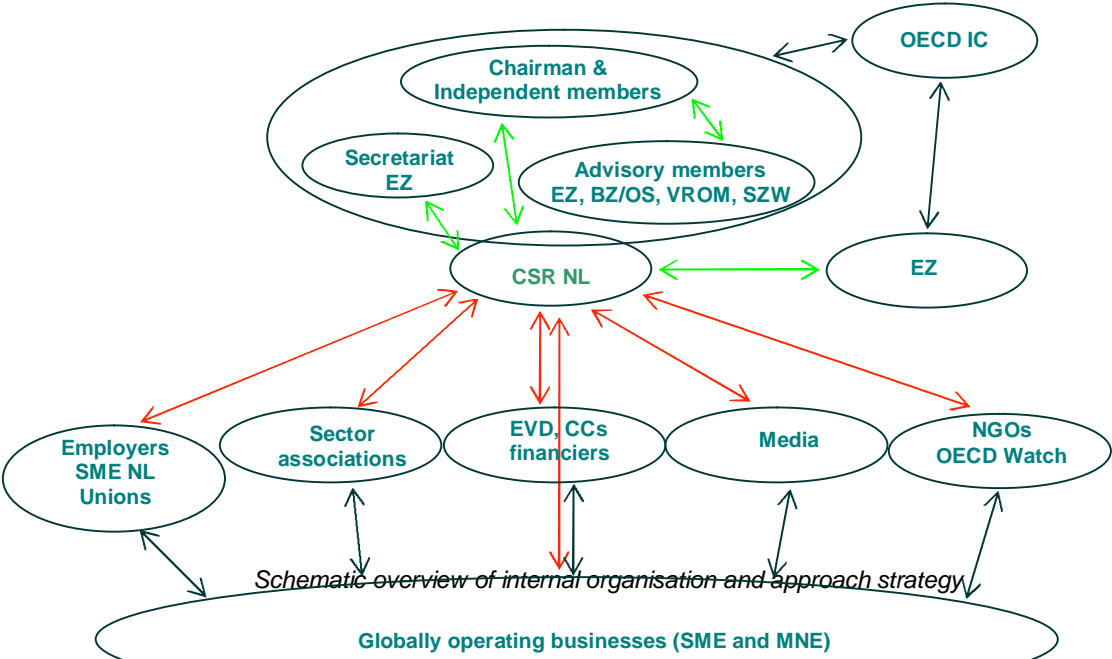 OECD IC
Chairman &
Independent members
Secretariat
EZ
Advisory members
EZ, BZ/OS, VROM, SZW
CSR NL
EZ
Employers
SME NL
Unions
Sector
associations
EVD, CCs
financiers
Media
NGOs
OECD Watch
Schematic overview of internal organisation and approach strategy
Globally operating businesses (SME and MNE)